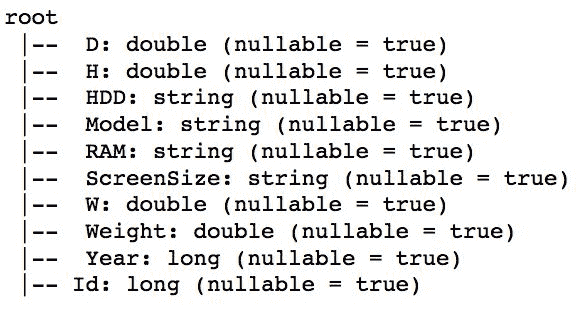 root
 |--  D: double (nullable = true)
 |--  H: double (nullable = true)
 |--  HDD: string (nullable = true)
 |--  Model: string (nullable = true)
 |--  RAM: string (nullable = true)
 |--  ScreenSize: string (nullable = true)
 |--  W: double (nullable = true)
 |--  Weight: double (nullable = true)
 |--  Year: long (nullable = true)
 |-- Id: long (nullable = true)